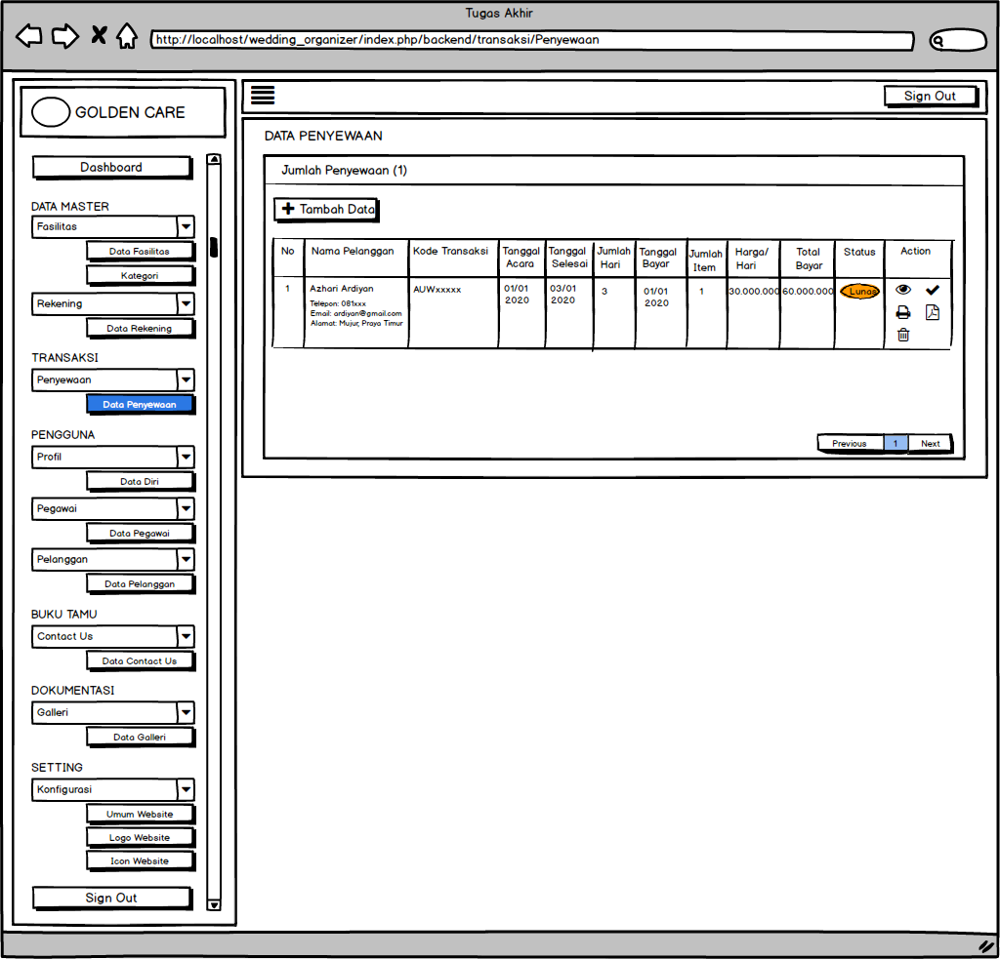 Tugas Akhir
http://localhost/wedding_organizer/index.php/backend/transaksi/Penyewaan
GOLDEN CARE
Dashboard
DATA MASTER
Fasilitas
Data Fasilitas
Kategori
Rekening
Data Rekening
TRANSAKSI
Penyewaan
Data Penyewaan
PENGGUNA
Profil
Data Diri
Pegawai
Data Pegawai
Pelanggan
Data Pelanggan
BUKU TAMU
Contact Us
Data Contact Us
DOKUMENTASI
Galleri
Data Galleri
SETTING
Konfigurasi
Umum Website
Logo Website
Icon Website
Sign Out
Sign Out
DATA PENYEWAAN
Jumlah Penyewaan (1)
Tambah Data
No
Nama Pelanggan
Kode Transaksi
Tanggal
Acara
Tanggal
Selesai
Jumlah
Hari
Tanggal
Bayar
Jumlah
Item
Harga/
Hari
Total
Bayar
Status
Action
1
Azhari Ardiyan
Telepon: 081xxx
Email: ardiyan@gmail.com
Alamat: Mujur, Praya Timur
AUWxxxxx
01/01
2020
03/01
2020
3
01/01
2020
1
30.000.000
60.000.000
Lunas
Previous
1
Next